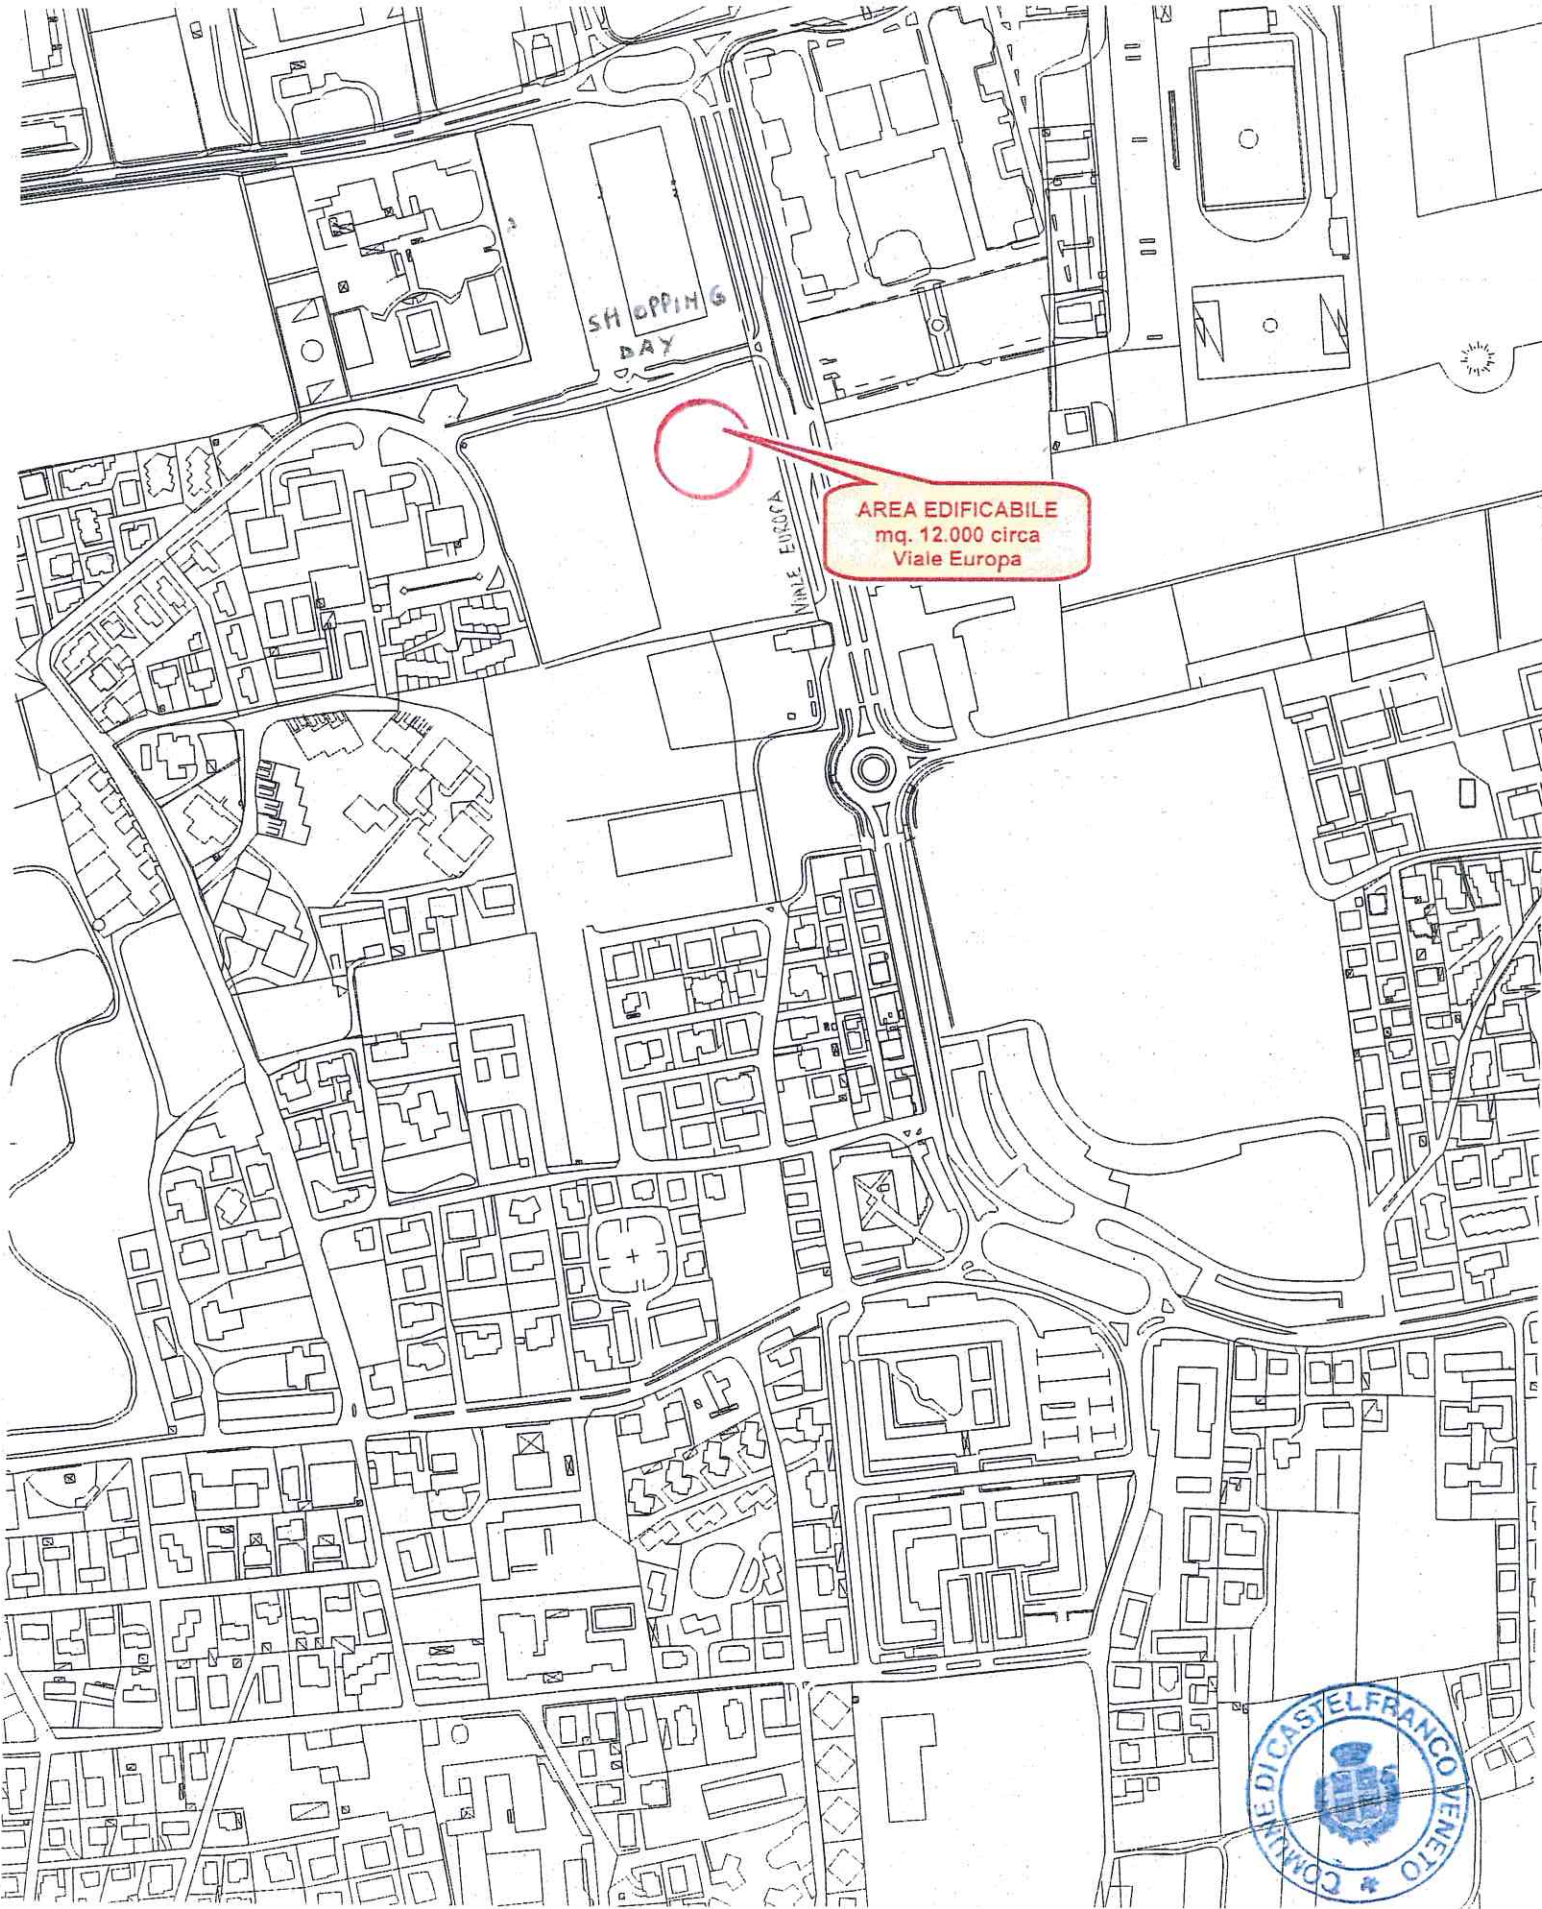 SHOPPING
DAY
VIALE EUROPA
AREA EDIFICABILE
mq. 12.000 circa
Viale Europa
COMUNE DI CASTELFRANCO VENETO *